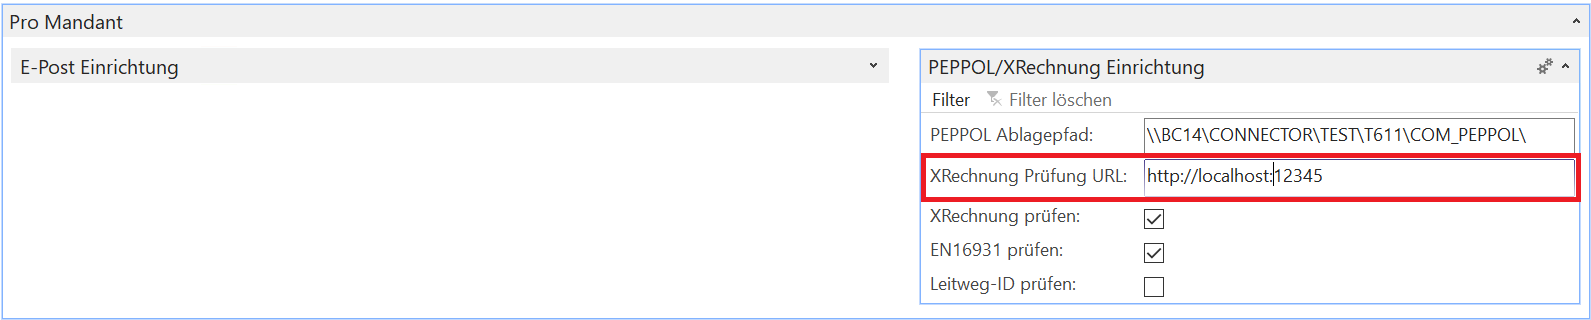 Pro Mandant
E-Post Einrichtung
PEPPOL/XRechnung Einrichtung
Filter Filter löschen
PEPPOL Ablagepfad: \\BC14\CONNECTOR\TEST\T611\COM_PEPPOL\
XRechnung Prüfung URL: http://localhost:12345
XRechnung prüfen:
EN16931 prüfen:
Leitweg-ID prüfen: